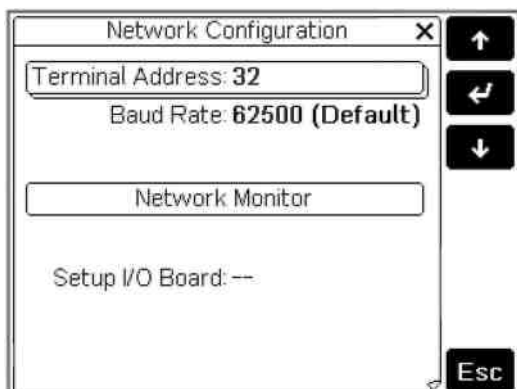 Network Configuration
Terminal Address: 32
Baud Rate: 62500 (Default)
Network Monitor
Setup I/O Board: --
Esc